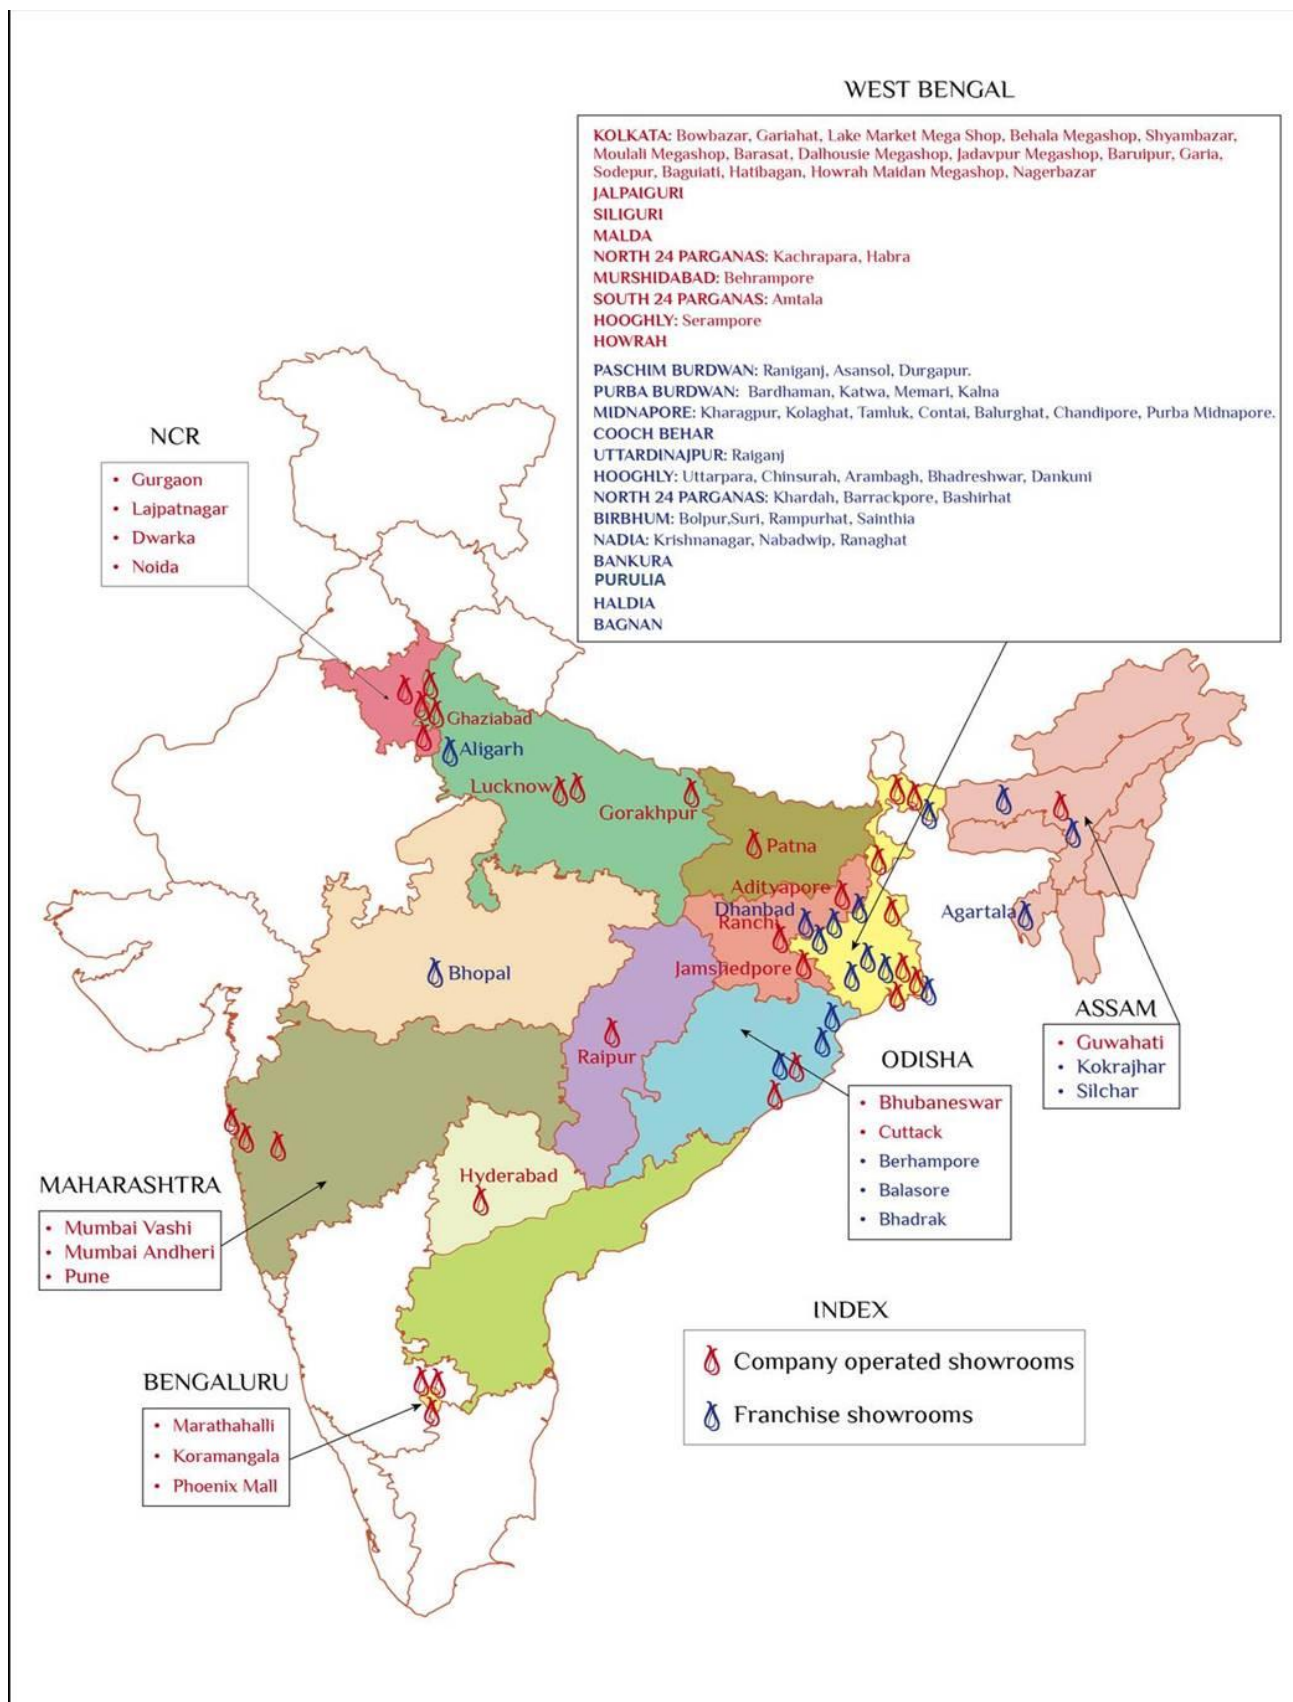 WEST BENGAL
KOLKATA: Bowbazar, Gariahat, Lake Market Mega Shop, Behala Megashop, Shyambazar,
Moulali Megashop, Barasat, Dalhousie Megashop, Jadavpur Megashop, Baruipur, Garia,
Sodepur, Baguiati, Hatibagan, Howrah Maidan Megashop, Nagerbazar
JALPAIGURI
SILIGURI
MALDA
NORTH 24 PARGANAS: Kachrapara, Habra
MURSHIDABAD: Behrampore
SOUTH 24 PARGANAS: Amtala
HOOGHLY: Serampore
HOWRAH
PASCHIM BURDWAN: Raniganj, Asansol, Durgapur.
PURBA BURDWAN: Bardhaman, Katwa, Memari, Kalna
MIDNAPORE: Kharagpur, Kolaghat, Tamluk, Contai, Balurghat, Chandipore, Purba Midnapore.
COOCH BEHAR
UTTARDINAJPUR: Raiganj
HOOGHLY: Uttarpara, Chinsurah, Arambagh, Bhadreshwar, Dankuni
NORTH 24 PARGANAS: Khardah, Barrackpore, Bashirhat
BIRBHUM: Bolpur,Suri, Rampurhat, Sainthia
NADIA: Krishnanagar, Nabadwip, Ranaghat
BANKURA
PURULIA
HALDIA
BAGNAN
NCR
• Gurgaon
• Lajpatnagar
• Dwarka
• Noida
Ghaziabad
Aligarh
Lucknow
Gorakhpur
Patna
Adityapore
Dhanbad
Ranchi
Jamshedpore
Agartala
Bhopal
Raipur
Hyderabad
ASSAM
• Guwahati
• Kokrajhar
• Silchar
ODISHA
• Bhubaneswar
• Cuttack
• Berhampore
• Balasore
• Bhadrak
MAHARASHTRA
• Mumbai Vashi
• Mumbai Andheri
• Pune
BENGALURU
• Marathahalli
• Koramangala
• Phoenix Mall
INDEX
Company operated showrooms
Franchise showrooms